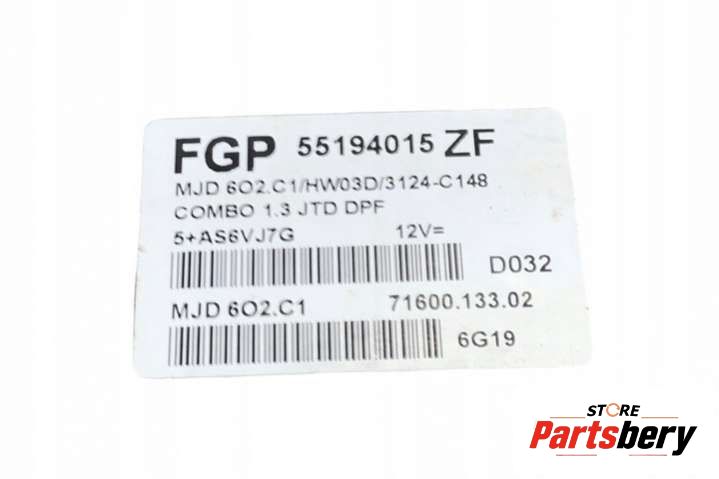 FGP 55194015 ZF
MJD 6O2.C1/HW03D/3124-C148
COMBO 1.3 JTD DPF
5+AS6VJ7G 12V=
D032
MJD 6O2.C1 71600.133.02
6G19
STORE
Partsbery